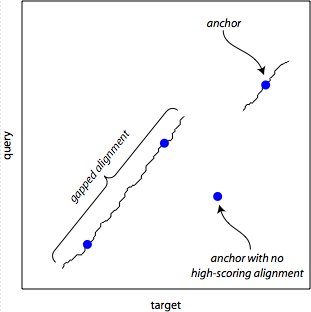 anchor
query
gapped alignment
anchor with no
high-scoring alignment
target